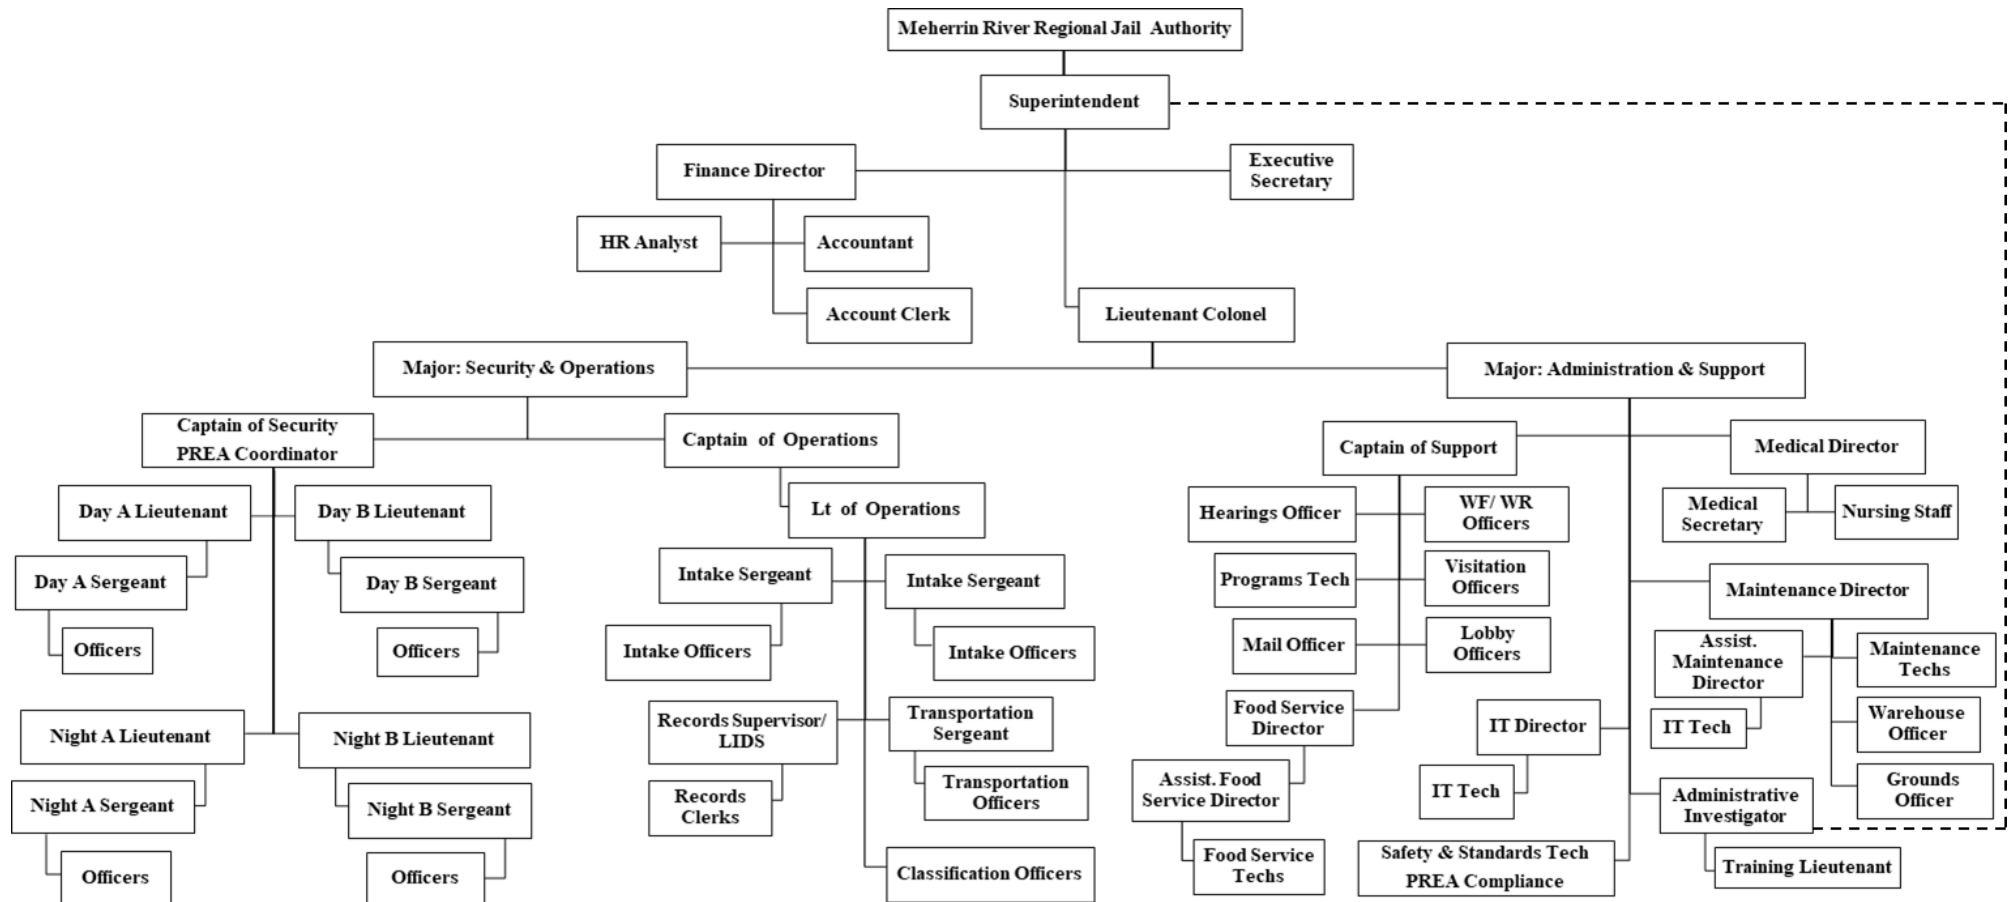 Meherrin River Regional Jail Authority
Superintendent
Finance Director
Executive
Secretary
HR Analyst
Accountant
Account Clerk
Lieutenant Colonel
Major: Security & Operations
Major: Administration & Support
Captain of Security
PREA Coordinator
Captain of Operations
Day A Lieutenant
Day B Lieutenant
Day A Sergeant
Day B Sergeant
Officers
Officers
Night A Lieutenant
Night B Lieutenant
Night A Sergeant
Night B Sergeant
Officers
Officers
Lt of Operations
Intake Sergeant
Intake Sergeant
Intake Officers
Intake Officers
Records Supervisor/
LIDS
Transportation
Sergeant
Records
Clerks
Transportation
Officers
Classification Officers
Captain of Support
Medical Director
Hearings Officer
WF/ WR
Officers
Programs Tech
Visitation
Officers
Mail Officer
Lobby
Officers
Food Service
Director
Assist. Food
Service Director
Food Service
Techs
Medical
Secretary
Nursing Staff
Maintenance Director
Assist.
Maintenance
Director
Maintenance
Techs
IT Tech
Warehouse
Officer
Grounds
Officer
IT Director
IT Tech
Administrative
Investigator
Training Lieutenant
Safety & Standards Tech
PREA Compliance